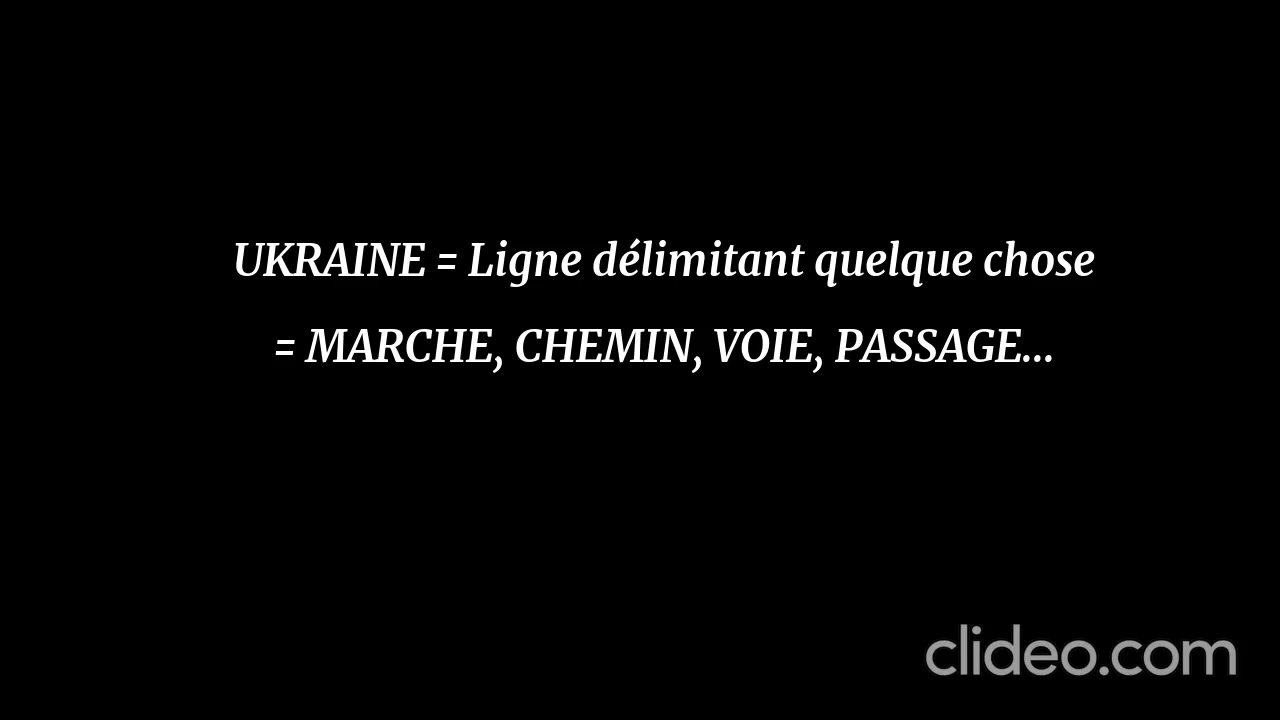 UKRAINE = Ligne délimitant quelque chose
= MARCHE, CHEMIN, VOIE, PASSAGE...
clideo.com